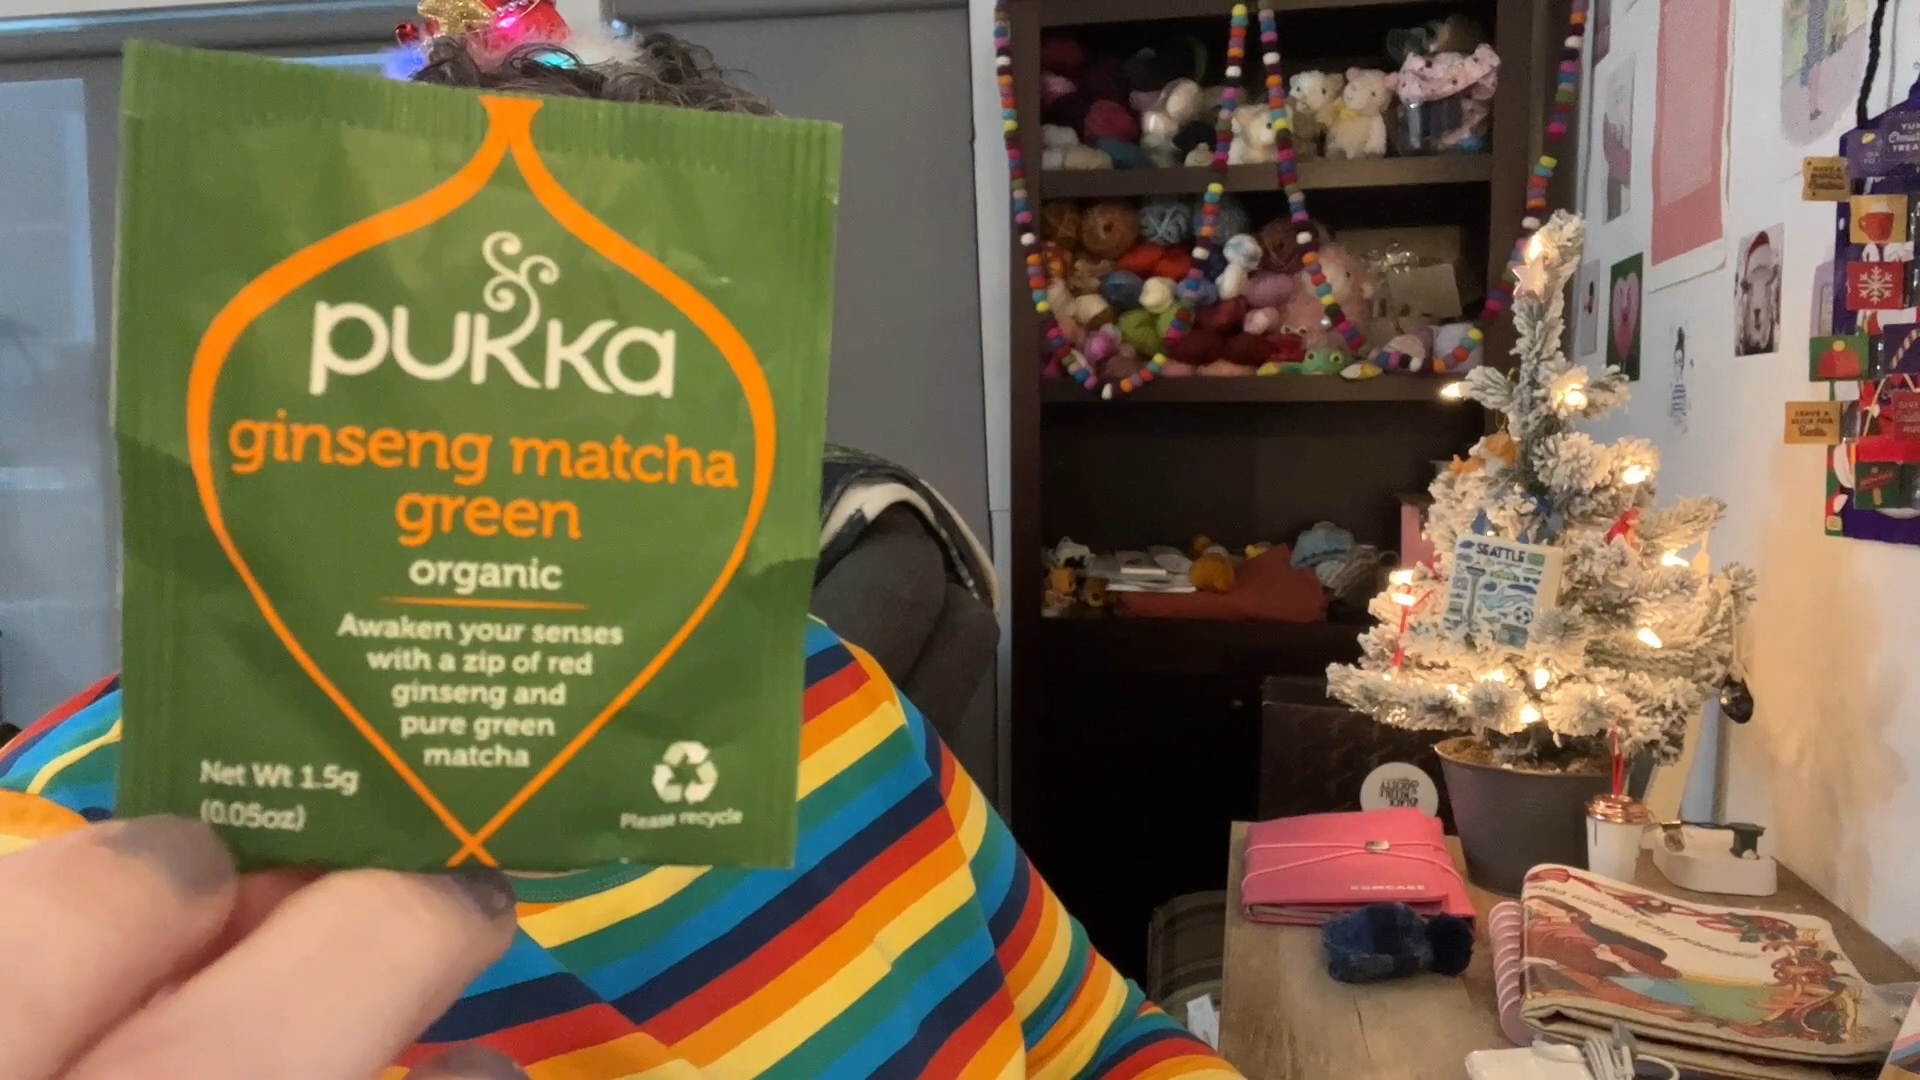 pukka
ginseng matcha
green
organic
Awaken your senses
with a zip of red
ginseng and
pure green
matcha
Net Wt 1.5g
(0.05oz)
Please recycle
SEATTLE